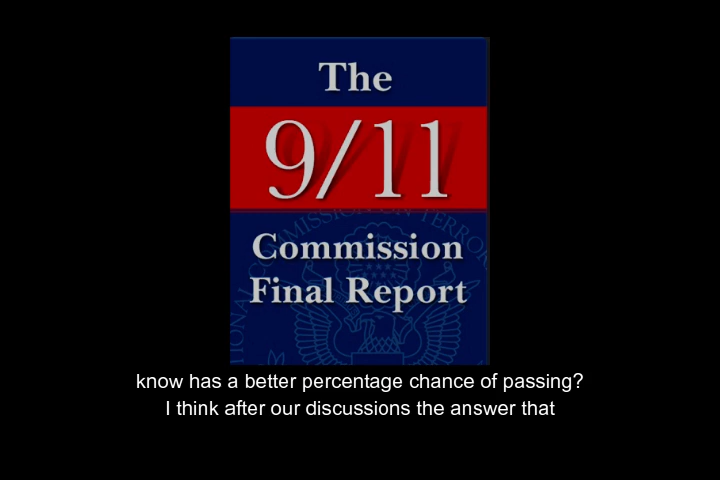 The
9/11
Commission
Final Report
know has a better percentage chance of passing?
I think after our discussions the answer that